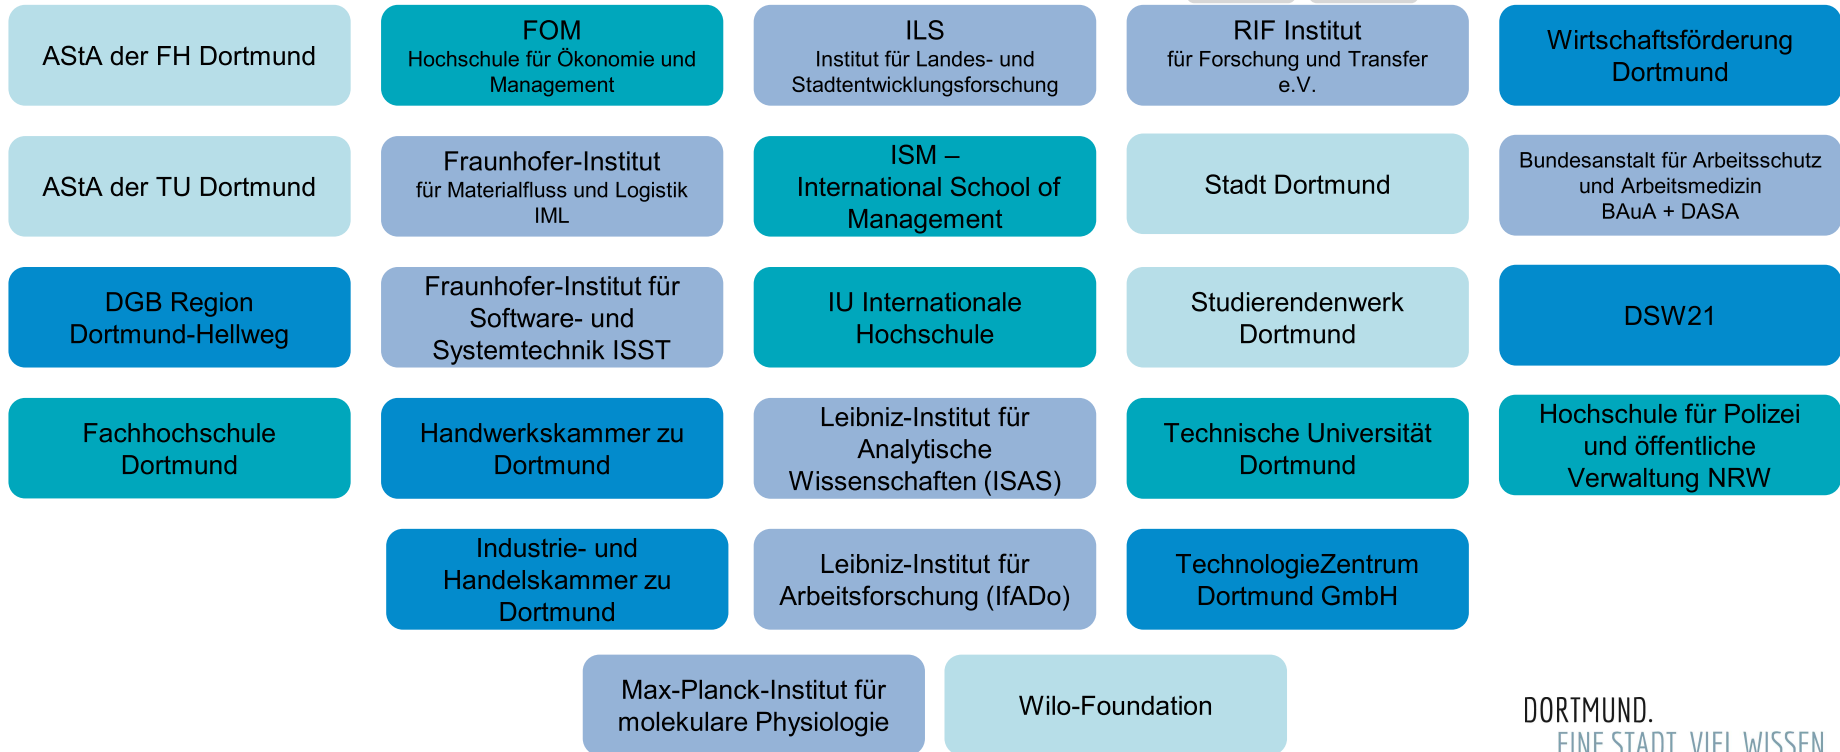 AStA der FH Dortmund
FOM
Hochschule für Ökonomie und
Management
ILS
Institut für Landes- und
Stadtentwicklungsforschung
RIF Institut
für Forschung und Transfer
e.V.
Wirtschaftsförderung
Dortmund
AStA der TU Dortmund
Fraunhofer-Institut
für Materialfluss und Logistik
IML
ISM –
International School of
Management
Stadt Dortmund
Bundesanstalt für Arbeitsschutz
und Arbeitsmedizin
BAuA + DASA
DGB Region
Dortmund-Hellweg
Fraunhofer-Institut für
Software- und
Systemtechnik ISST
IU Internationale
Hochschule
Studierendenwerk
Dortmund
DSW21
Fachhochschule
Dortmund
Handwerkskammer zu
Dortmund
Leibniz-Institut für
Analytische
Wissenschaften (ISAS)
Technische Universität
Dortmund
Hochschule für Polizei
und öffentliche
Verwaltung NRW
Industrie- und
Handelskammer zu
Dortmund
Leibniz-Institut für
Arbeitsforschung (IfADo)
TechnologieZentrum
Dortmund GmbH
Max-Planck-Institut für
molekulare Physiologie
Wilo-Foundation
DORTMUND.
EINE STADT. VIEL WISSEN